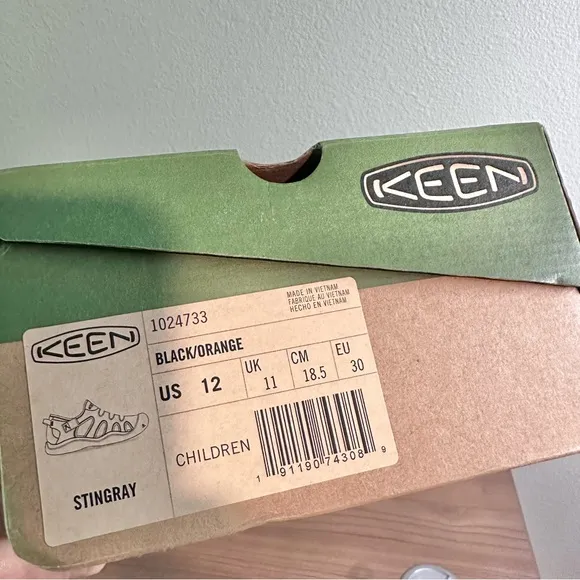 KEEN
KEEN
1024733
MADE IN VIETNAM
FABRIQUE AU VIETNAM
HECHO EN VIETNAM
BLACK/ORANGE
US 12
UK 11
CM 18.5
EU 30
CHILDREN
1 91190 74308 9
STINGRAY